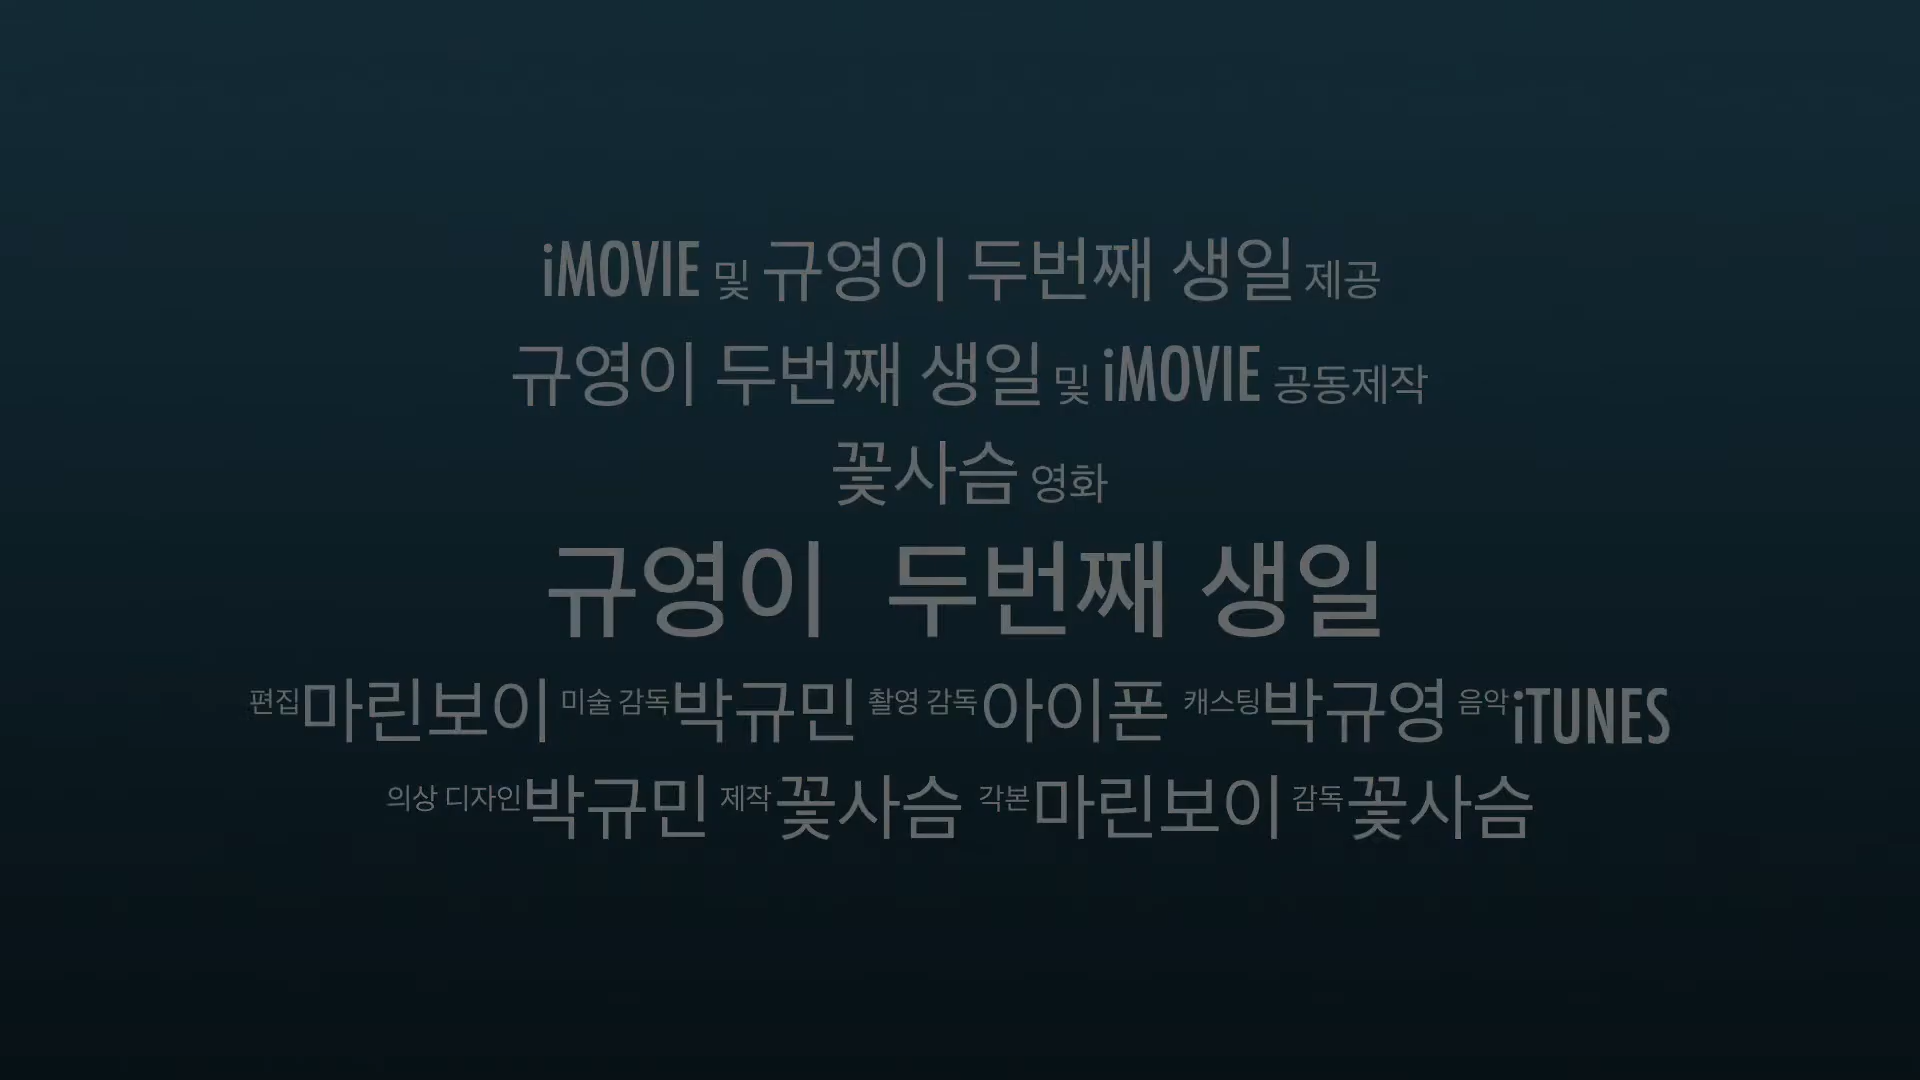 iMOVIE 및 규영이 두번째 생일 제공
규영이 두번째 생일 및 iMOVIE 공동제작
꽃사슴 영화
규영이 두번째 생일
편집 마린보이 미술 감독 박규민 촬영 감독 아이폰 캐스팅 박규영 음악 iTUNES
의상 디자인 박규민 제작 꽃사슴 각본 마린보이 감독 꽃사슴